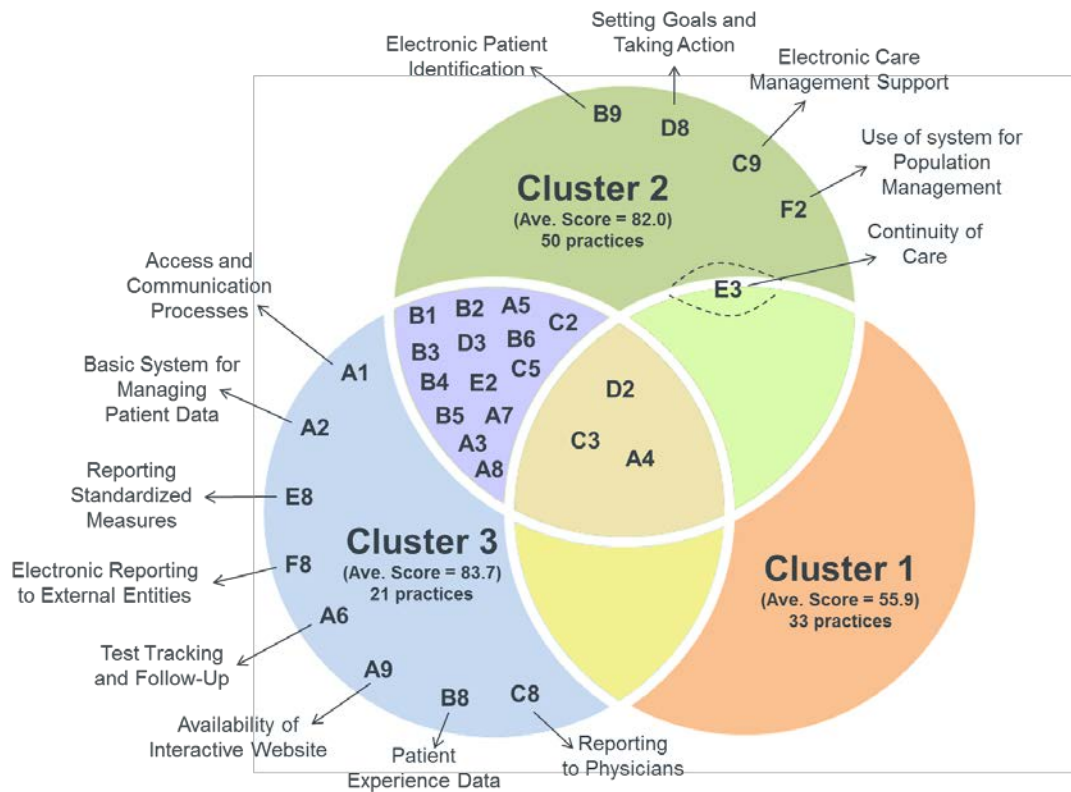 Setting Goals and
Taking Action
Electronic Patient
Identification
Electronic Care
Management Support
B9
D8
C9
Use of system for
Population
Management
F2
Cluster 2
(Ave. Score = 82.0)
50 practices
Continuity of
Care
E3
Access and
Communication
Processes
A1
Basic System for
Managing
Patient Data
A2
Reporting
Standardized
Measures
E8
Electronic Reporting
to External Entities
F8
A6
Test Tracking
and Follow-Up
A9
Availability of
Interactive Website
B8
Patient
Experience Data
C8
Reporting
to Physicians
B1 B2 A5 C2
B3 D3 B6
B4 E2 C5
B5 A7
A3
A8
D2
C3
A4
Cluster 3
(Ave. Score = 83.7)
21 practices
Cluster 1
(Ave. Score = 55.9)
33 practices